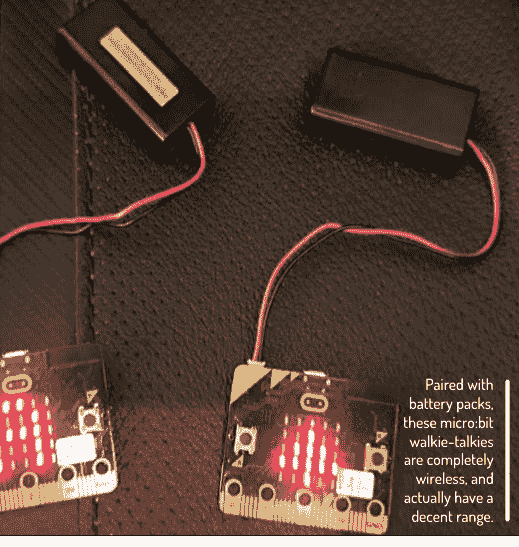 Paired with
battery packs,
these micro:bit
walkie-talkies
are completely
wireless, and
actually have a
decent range.